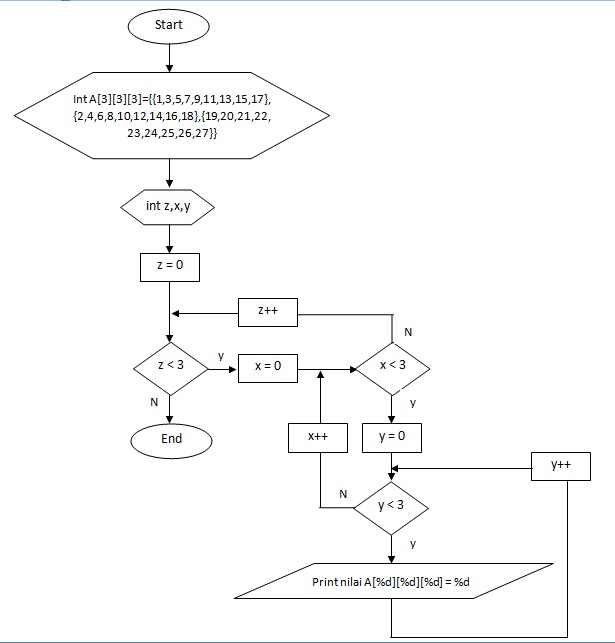 Start
Int A[3][3][3]={{1,3,5,7,9,11,13,15,17},
{2,4,6,8,10,12,14,16,18},{19,20,21,22,
23,24,25,26,27}}
int z,x,y
z = 0
z++
N
z < 3
y
x = 0
x < 3
N
y
End
x++
y = 0
y++
N
y < 3
y
Print nilai A[%d][%d][%d] = %d